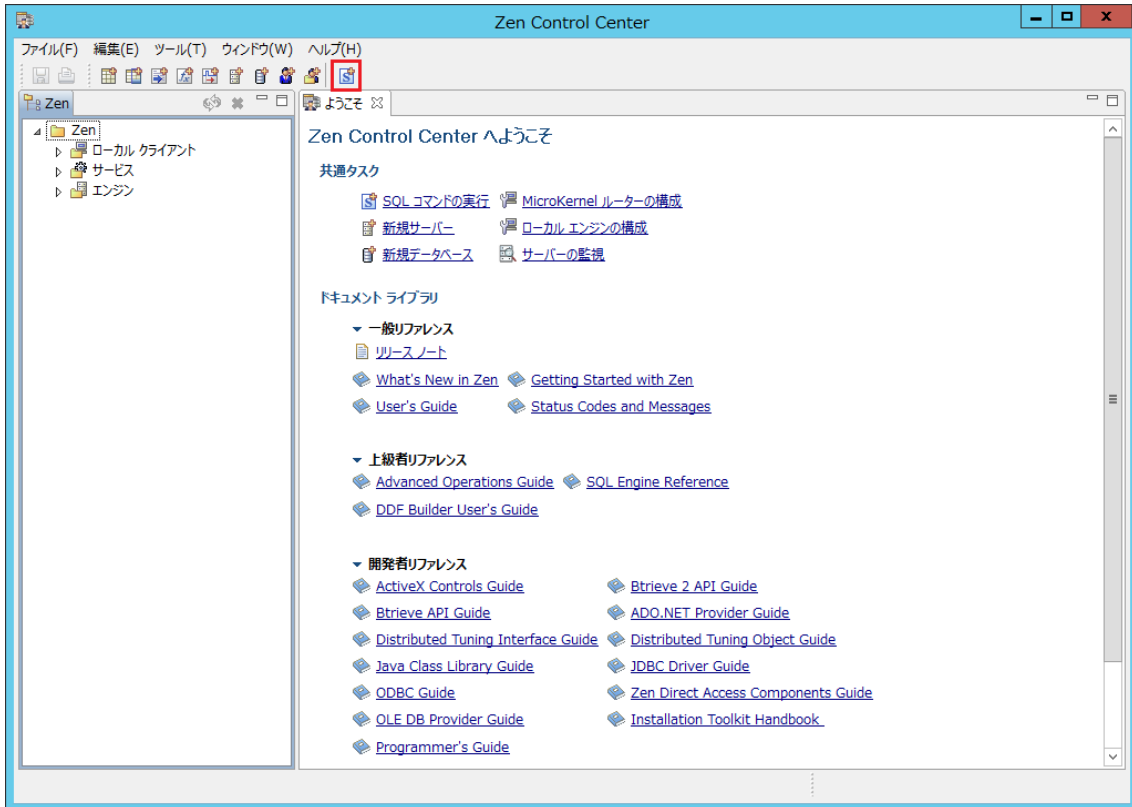 Zen Control Center
ファイル(F) 編集(E) ツール(T) ウィンドウ(W) ヘルプ(H)
Zen
ようこそ
Zen
ローカル クライアント
サービス
エンジン
Zen Control Center へようこそ
共通タスク
SQL コマンドの実行 MicroKernel ルーターの構成
新規サーバー ローカル エンジンの構成
新規データベース サーバーの監視
ドキュメント ライブラリ
一般リファレンス
リリース ノート
What's New in Zen Getting Started with Zen
User's Guide Status Codes and Messages
上級者リファレンス
Advanced Operations Guide SQL Engine Reference
DDF Builder User's Guide
開発者リファレンス
ActiveX Controls Guide Btrieve 2 API Guide
Btrieve API Guide ADO.NET Provider Guide
Distributed Tuning Interface Guide Distributed Tuning Object Guide
Java Class Library Guide JDBC Driver Guide
ODBC Guide Zen Direct Access Components Guide
OLE DB Provider Guide Installation Toolkit Handbook
Programmer's Guide